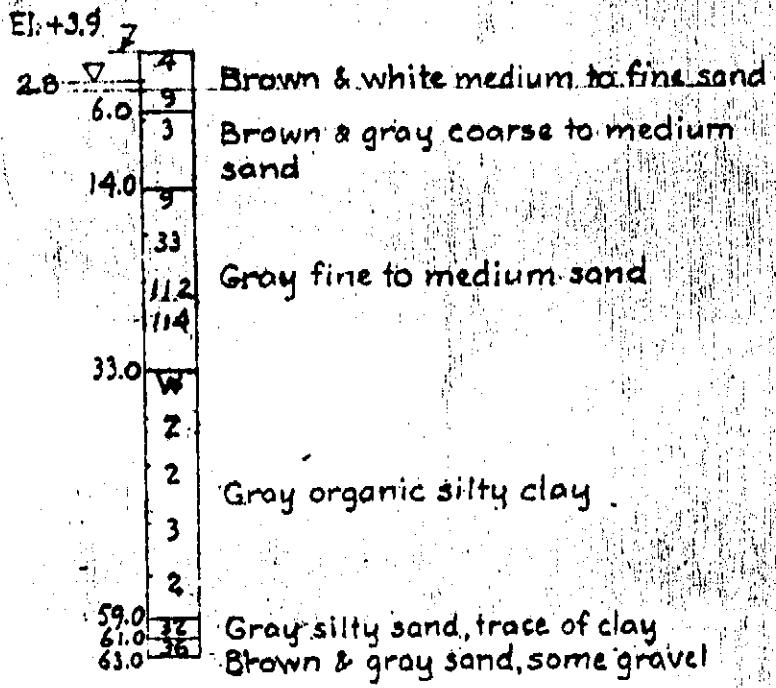 El. +3.9
7
4
2.8
Brown & white medium to fine sand
9
6.0
3
Brown & gray coarse to medium
sand
14.0
9
33
Gray fine to medium sand
112
114
33.0
W
2
2
Gray organic silty clay
3
2
59.0
32
Gray silty sand, trace of clay
61.0
36
Brown & gray sand, some gravel
63.0